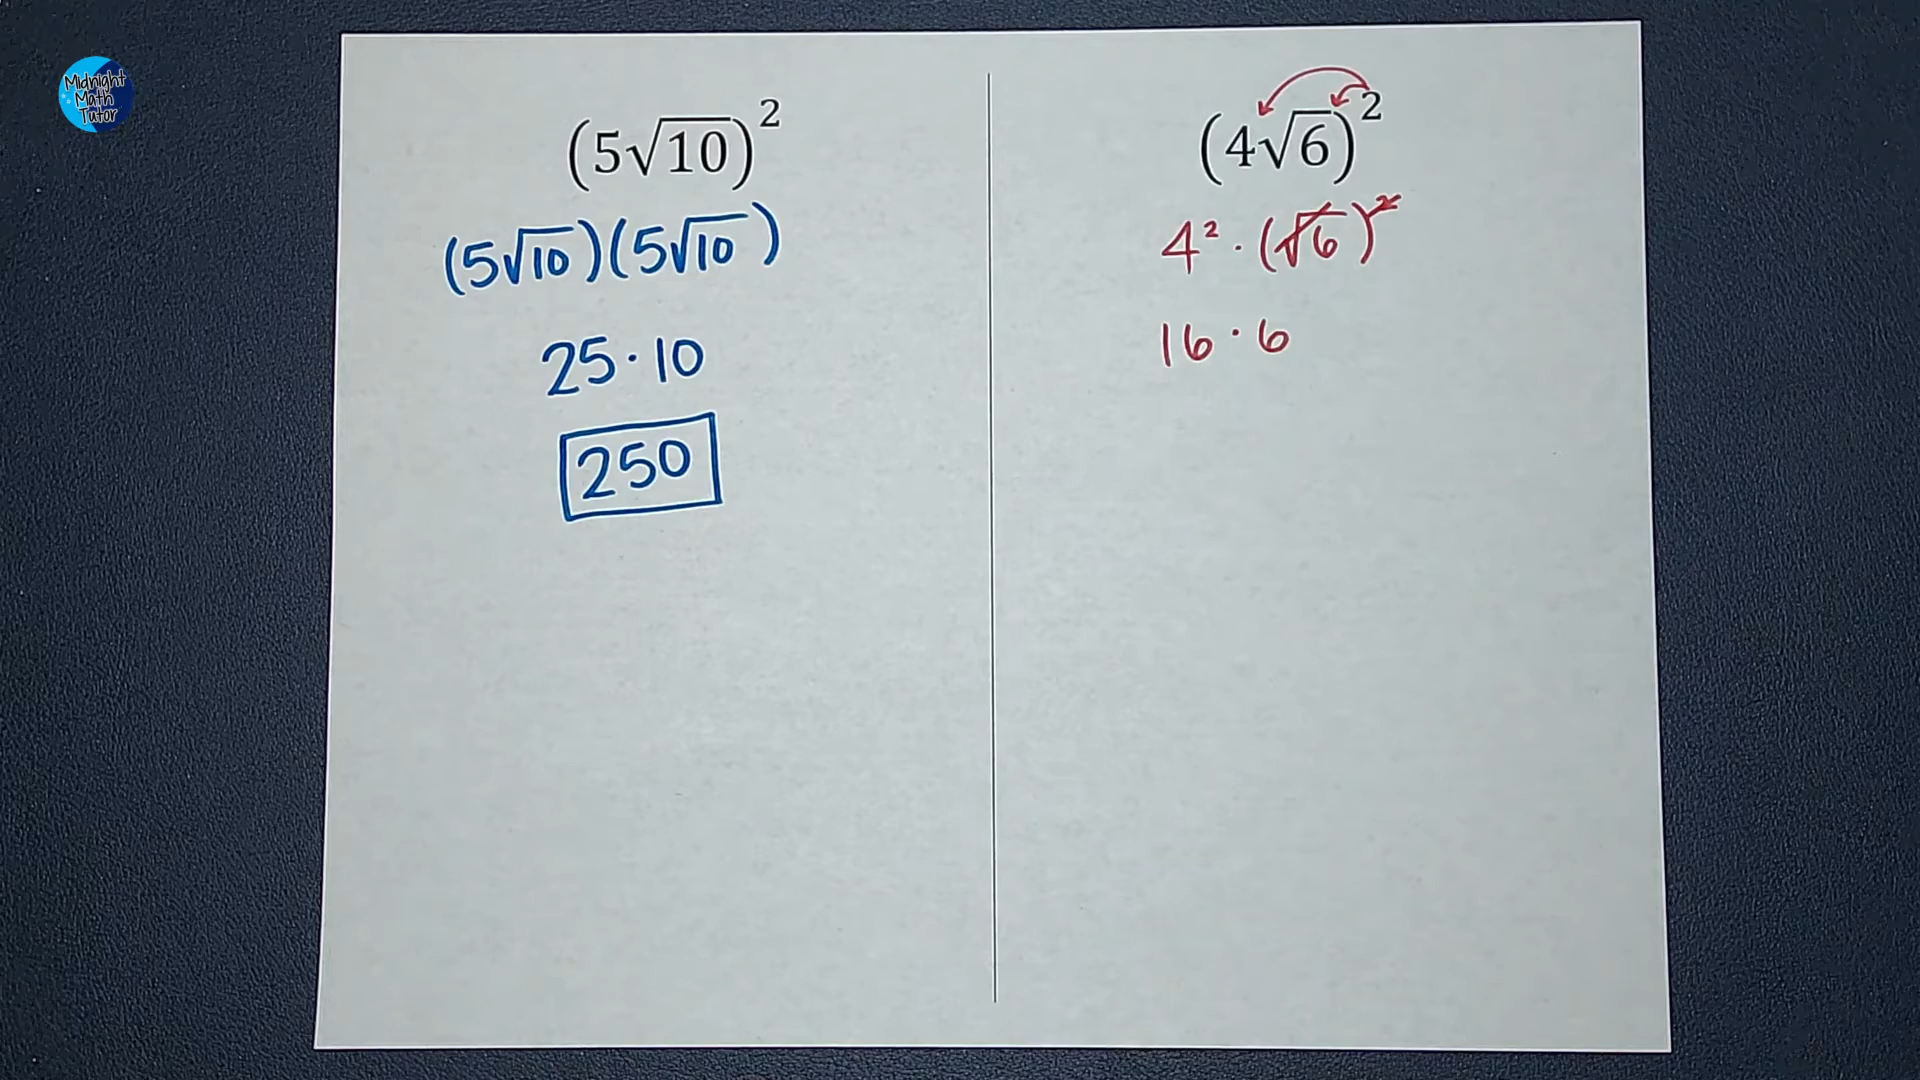 Midnight
Math
Tutor
(5√10)²
(5√10)(5√10)
25·10
250
(4√6)²
4²·(√6)²
16·6